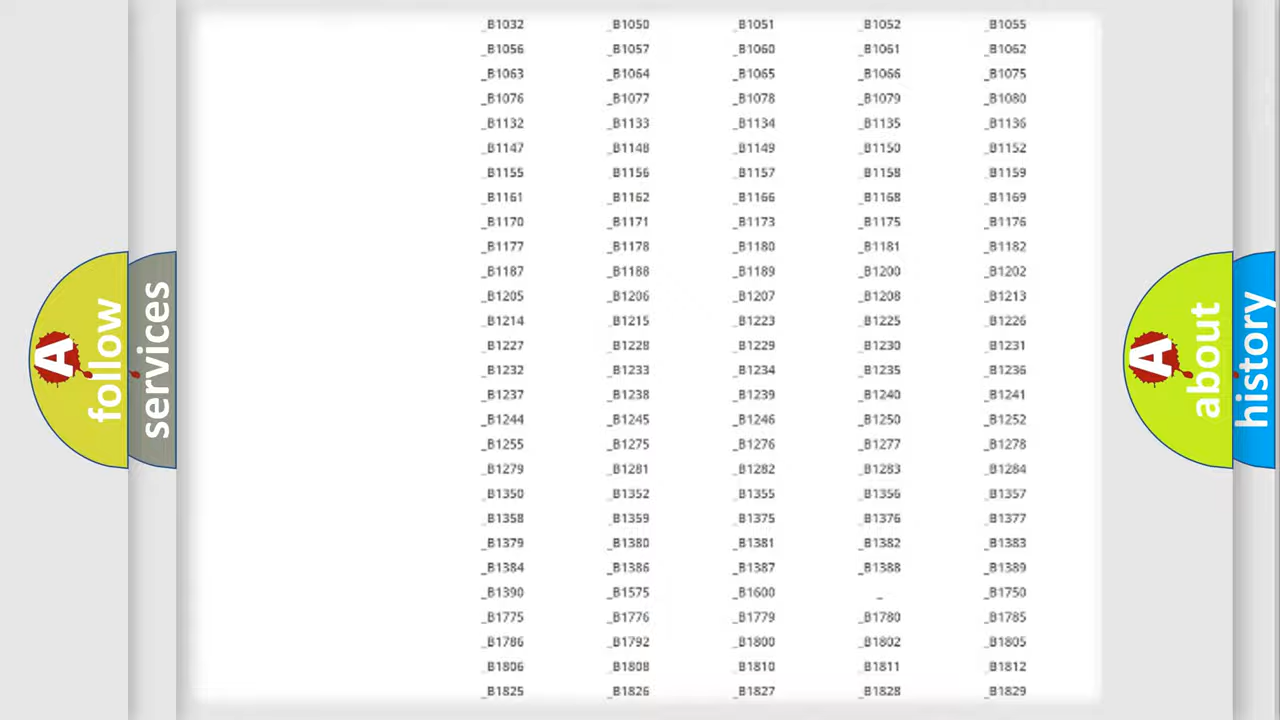 _B1032 _B1050 _B1051 _B1052 _B1055
_B1056 _B1057 _B1060 _B1061 _B1062
_B1063 _B1064 _B1065 _B1066 _B1075
_B1076 _B1077 _B1078 _B1079 _B1080
_B1132 _B1133 _B1134 _B1135 _B1136
_B1147 _B1148 _B1149 _B1150 _B1152
_B1155 _B1156 _B1157 _B1158 _B1159
_B1161 _B1162 _B1166 _B1168 _B1169
_B1170 _B1171 _B1173 _B1175 _B1176
_B1177 _B1178 _B1180 _B1181 _B1182
_B1187 _B1188 _B1189 _B1200 _B1202
_B1205 _B1206 _B1207 _B1208 _B1213
_B1214 _B1215 _B1223 _B1225 _B1226
_B1227 _B1228 _B1229 _B1230 _B1231
_B1232 _B1233 _B1234 _B1235 _B1236
_B1237 _B1238 _B1239 _B1240 _B1241
_B1244 _B1245 _B1246 _B1250 _B1252
_B1255 _B1275 _B1276 _B1277 _B1278
_B1279 _B1281 _B1282 _B1283 _B1284
_B1350 _B1352 _B1355 _B1356 _B1357
_B1358 _B1359 _B1375 _B1376 _B1377
_B1379 _B1380 _B1381 _B1382 _B1383
_B1384 _B1386 _B1387 _B1388 _B1389
_B1390 _B1575 _B1600 _ _B1750
_B1775 _B1776 _B1779 _B1780 _B1785
_B1786 _B1792 _B1800 _B1802 _B1805
_B1806 _B1808 _B1810 _B1811 _B1812
_B1825 _B1826 _B1827 _B1828 _B1829
A
follow
services
A
about
history